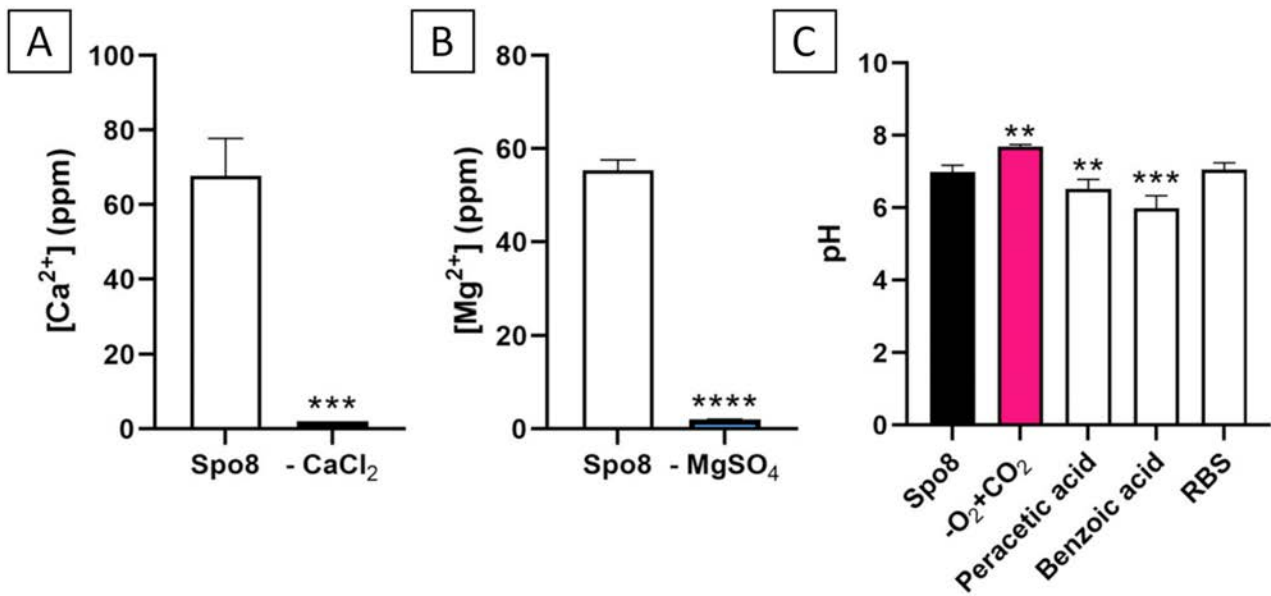 A
[Ca²⁺] (ppm)
100
80
60
40
20
0
***
Spo8 - CaCl₂
B
[Mg²⁺] (ppm)
80
60
40
20
0
****
Spo8 - MgSO₄
C
pH
10
8
6
4
2
0
**
**
***
Spo8
-O₂+CO₂
Peracetic acid
Benzoic acid
RBS